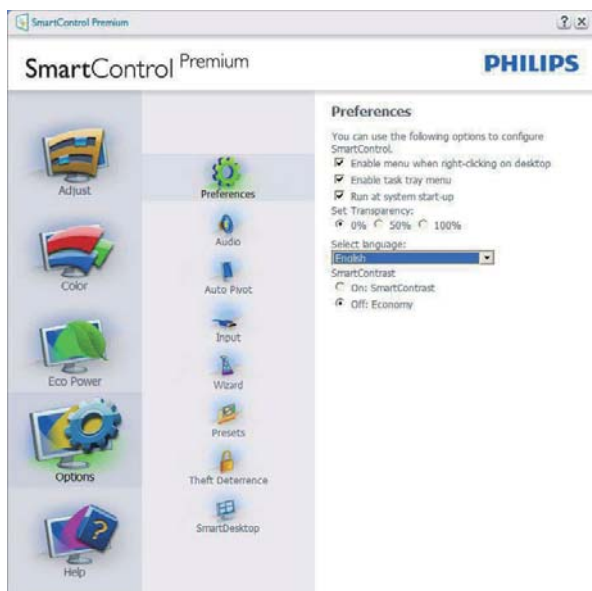 SmartControl Premium
SmartControl Premium
PHILIPS
Adjust
Color
Eco Power
Options
Help
Preferences
Audio
Auto Pivot
Input
Wizard
Presets
Theft Deterrence
SmartDesktop
Preferences
You can use the following options to configure
SmartControl.
Enable menu when right-clicking on desktop
Enable task tray menu
Run at system start-up
Set Transparency:
0% 50% 100%
Select language:
English
SmartContrast
On: SmartContrast
Off: Economy